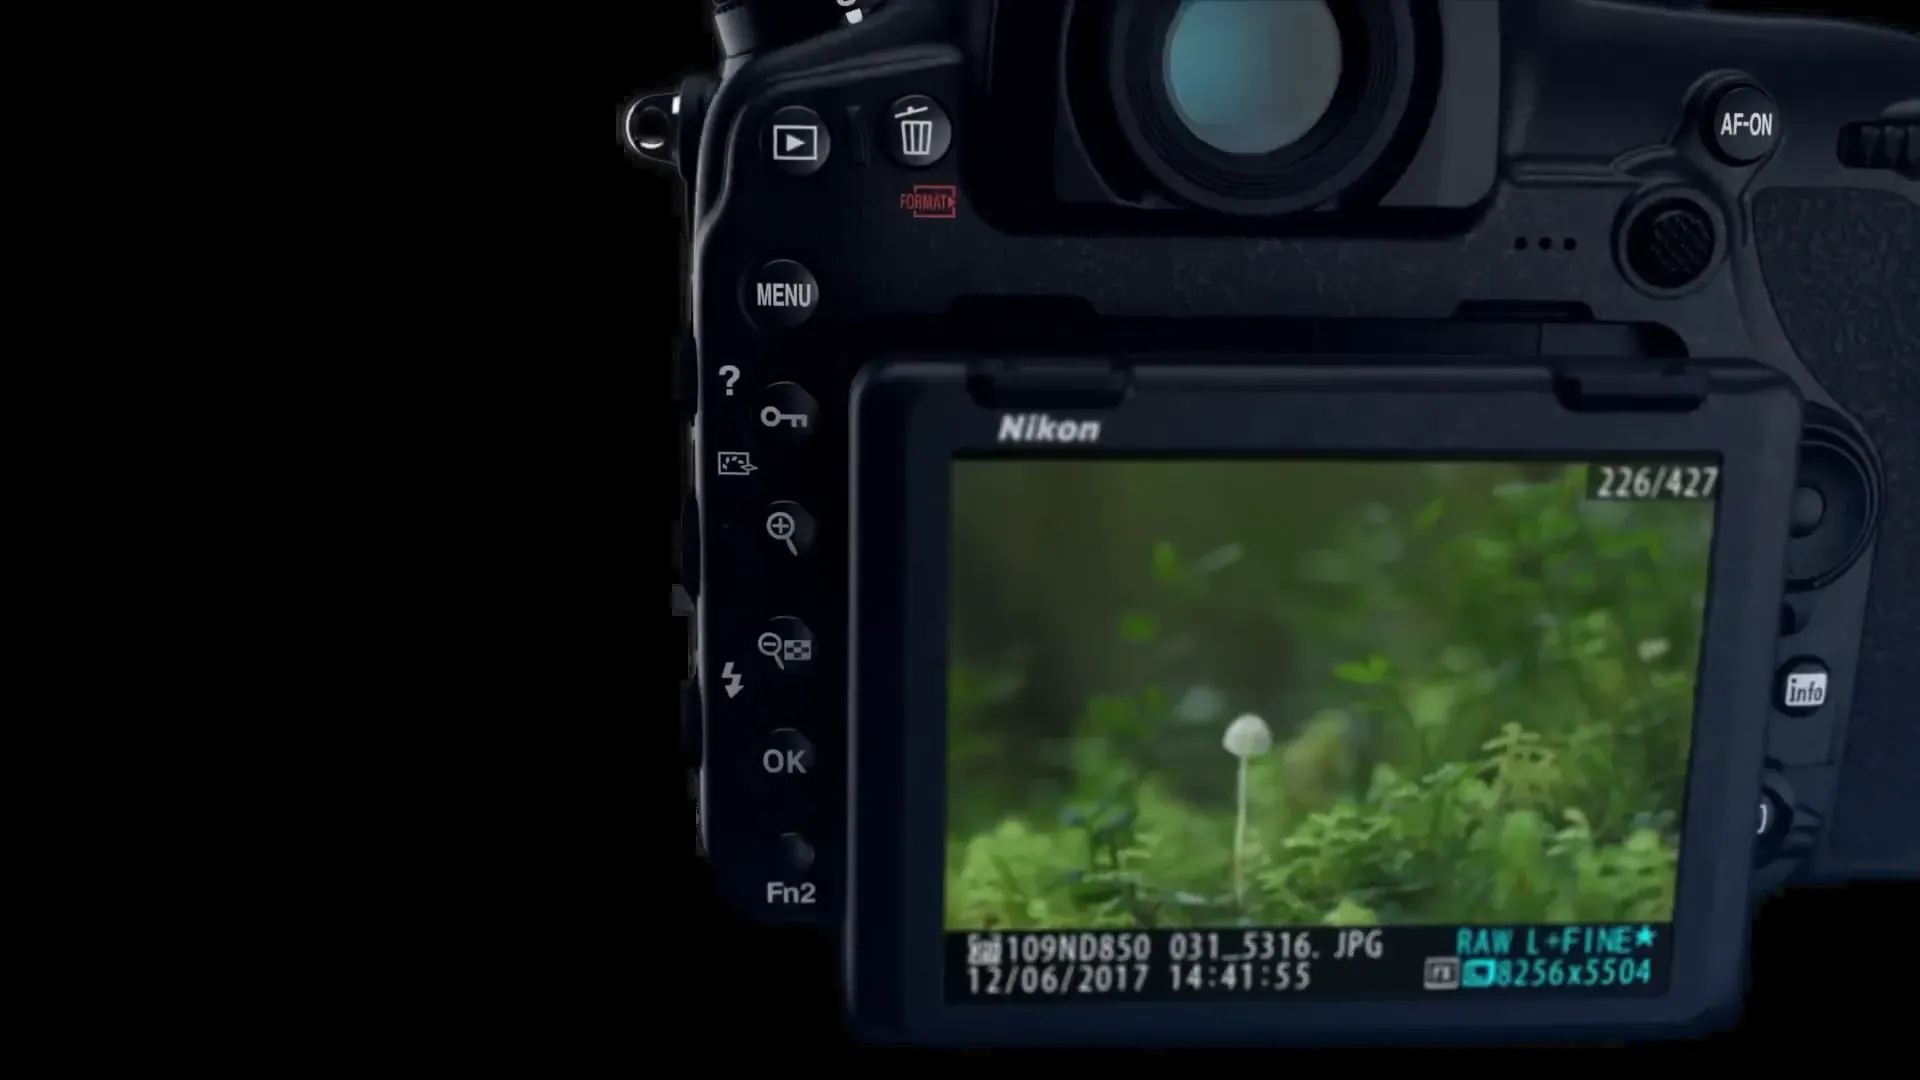 AF-ON
FORMAT
MENU
?
Nikon
226/427
info
OK
Fn2
109ND850 031_5316. JPG
RAW L+FINE★
12/06/2017 14:41:55
8256x5504